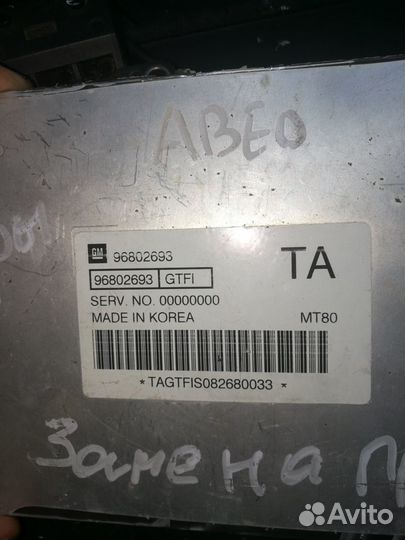 АВЕО
GM 96802693
TA
96802693 GTFI
SERV. NO. 00000000
MADE IN KOREA MT80
* TAGTFIS082680033 *
Замена
Avito